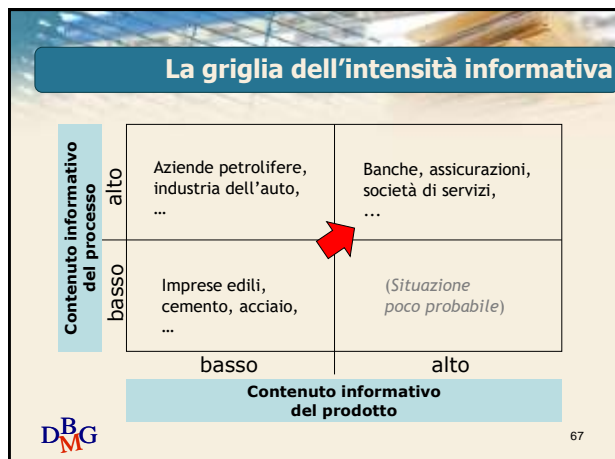 La griglia dell'intensità informativa
Contenuto informativo
del processo
alto
Aziende petrolifere,
industria dell'auto,
…
Banche, assicurazioni,
società di servizi,
...
basso
Imprese edili,
cemento, acciaio,
…
(Situazione
poco probabile)
basso
alto
Contenuto informativo
del prodotto
DBMG
67